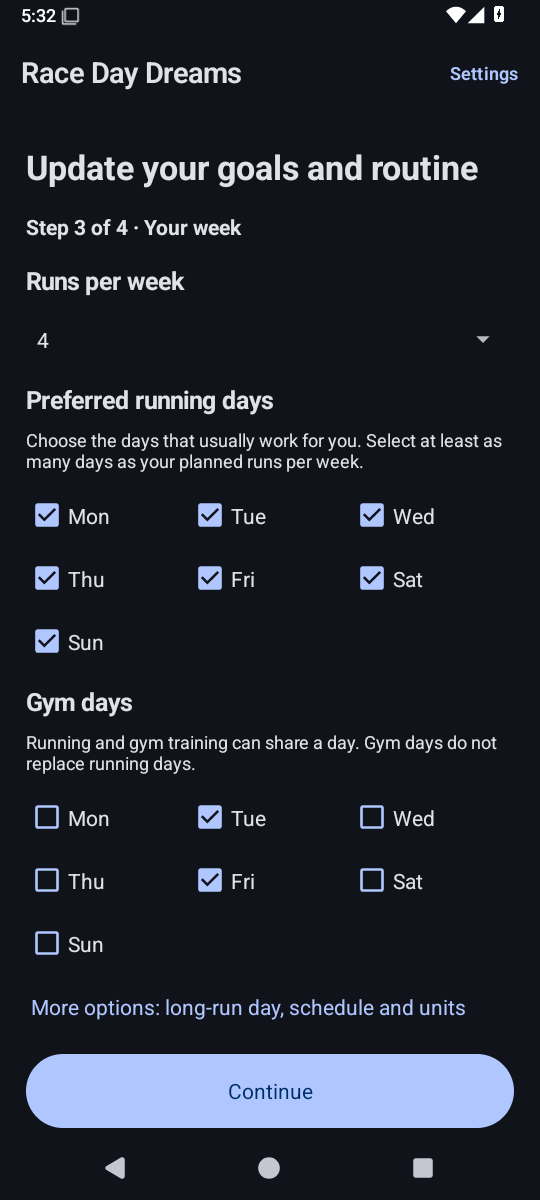 5:32
Race Day Dreams
Settings
Update your goals and routine
Step 3 of 4 · Your week
Runs per week
4
Preferred running days
Choose the days that usually work for you. Select at least as
many days as your planned runs per week.
Mon Tue Wed
Thu Fri Sat
Sun
Gym days
Running and gym training can share a day. Gym days do not
replace running days.
Mon Tue Wed
Thu Fri Sat
Sun
More options: long-run day, schedule and units
Continue